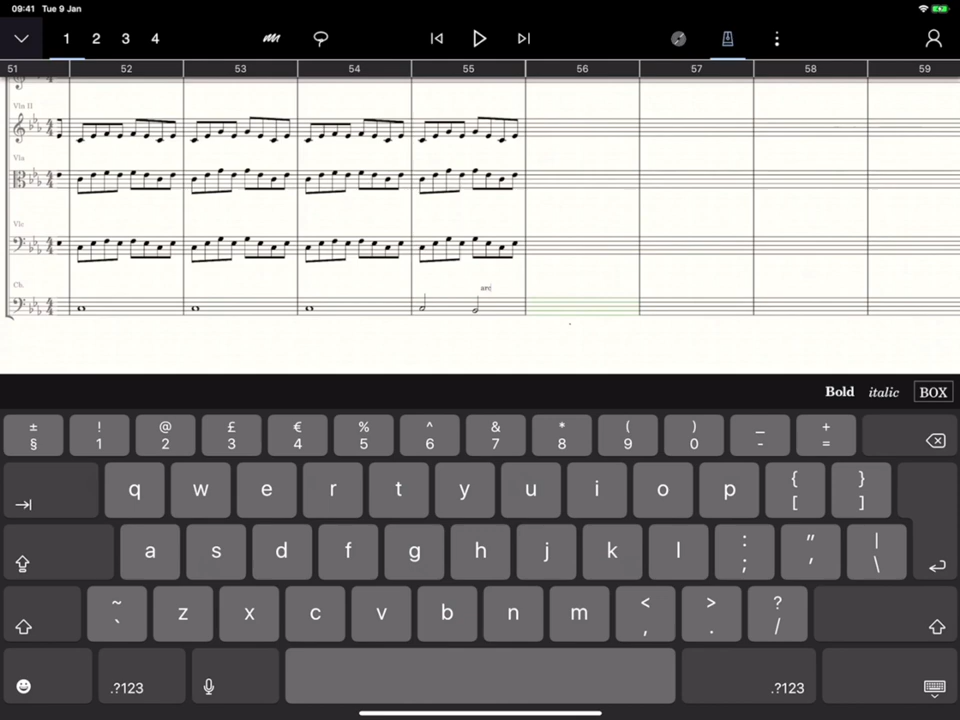 09:41 Tue 9 Jan
1 2 3 4
51 52 53 54 55 56 57 58 59
Vln II
Vla
Vlc
Cb.
arc
Bold italic BOX
± ! @ £ € % ^ & * ( ) _ +
§ 1 2 3 4 5 6 7 8 9 0 - =
q w e r t y u i o p { }
[ ]
a s d f g h j k l : " |
; ' \
~ z x c v b n m < > ?
` , . /
.?123 .?123